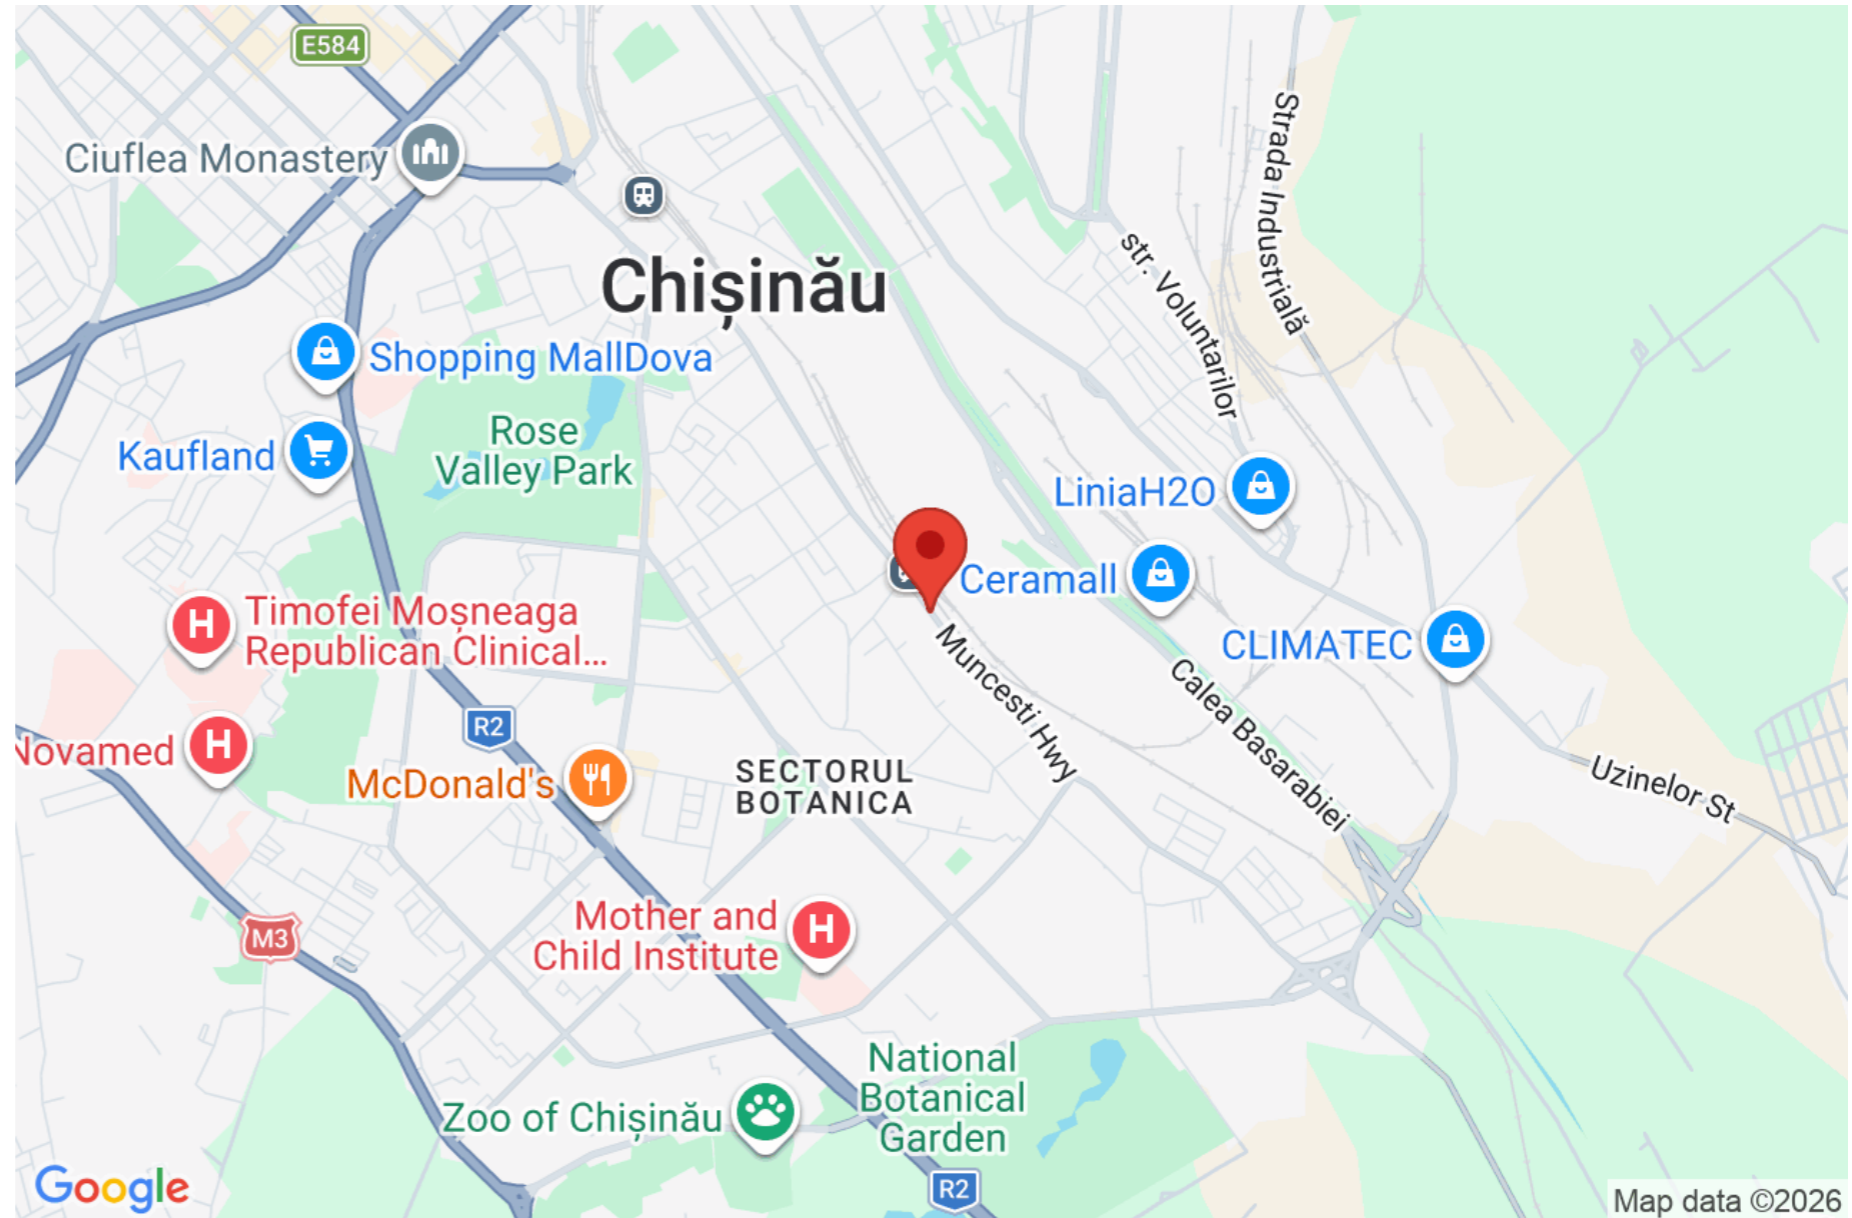 E584
Ciuflea Monastery
Strada Industrială
str. Voluntarilor
Chișinău
Shopping MallDova
Rose
Valley Park
Kaufland
LiniaH2O
Ceramall
Timofei Moșneaga
Republican Clinical...
CLIMATEC
Muncesti Hwy
Calea Basarabiei
R2
Novamed
McDonald's
SECTORUL
BOTANICA
Uzinelor St
Mother and
Child Institute
M3
National
Botanical
Garden
Zoo of Chișinău
R2
Google
Map data ©2026